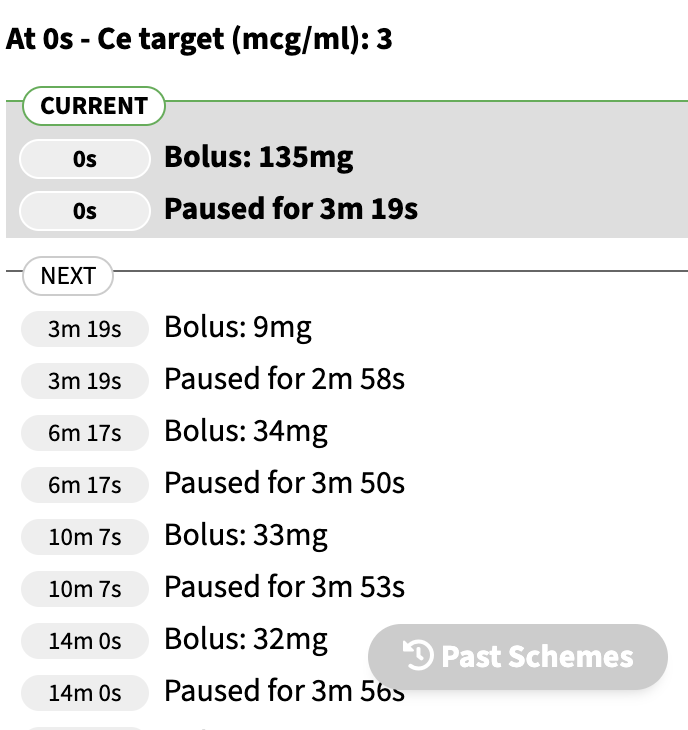 At 0s - Ce target (mcg/ml): 3
CURRENT
0s Bolus: 135mg
0s Paused for 3m 19s
NEXT
3m 19s Bolus: 9mg
3m 19s Paused for 2m 58s
6m 17s Bolus: 34mg
6m 17s Paused for 3m 50s
10m 7s Bolus: 33mg
10m 7s Paused for 3m 53s
14m 0s Bolus: 32mg
Past Schemes
14m 0s Paused for 3m 56s